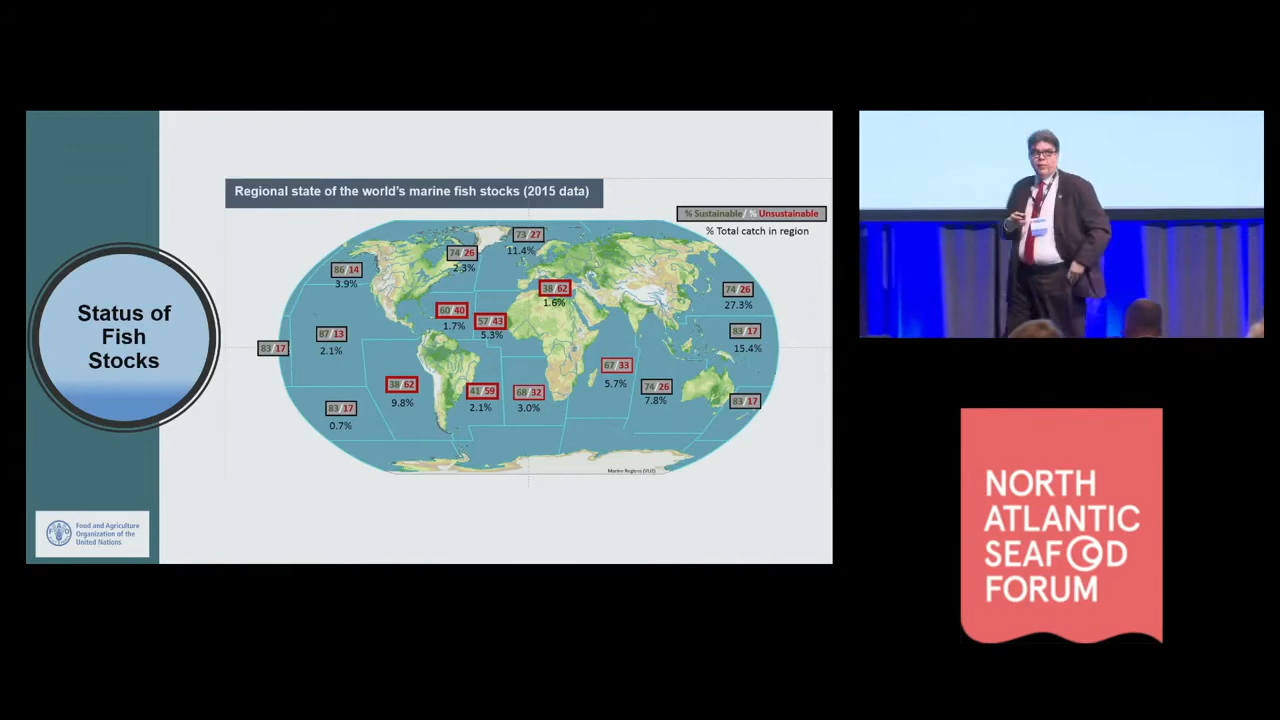 Status of
Fish
Stocks
Food and Agriculture
Organization of the
United Nations
Regional state of the world's marine fish stocks (2015 data)
% Sustainable/% Unsustainable
% Total catch in region
73/27
11.4%
74/26
2.3%
86/14
3.9%
38/62
1.6%
74/26
27.3%
60/40
1.7%
57/43
5.3%
87/13
2.1%
83/17
15.4%
83/17
67/33
5.7%
38/62
9.8%
41/59
2.1%
68/32
3.0%
74/26
7.8%
83/17
83/17
0.7%
Marine Regions (VLIZ)
NORTH
ATLANTIC
SEAFOOD
FORUM